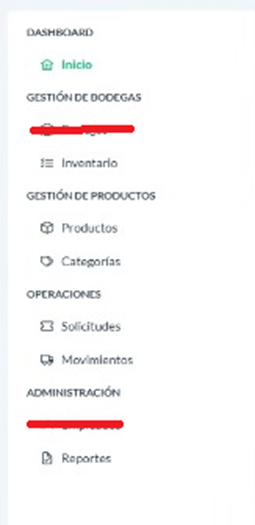 DASHBOARD
Inicio
GESTIÓN DE BODEGAS
Inventario
GESTIÓN DE PRODUCTOS
Productos
Categorías
OPERACIONES
Solicitudes
Movimientos
ADMINISTRACIÓN
Reportes